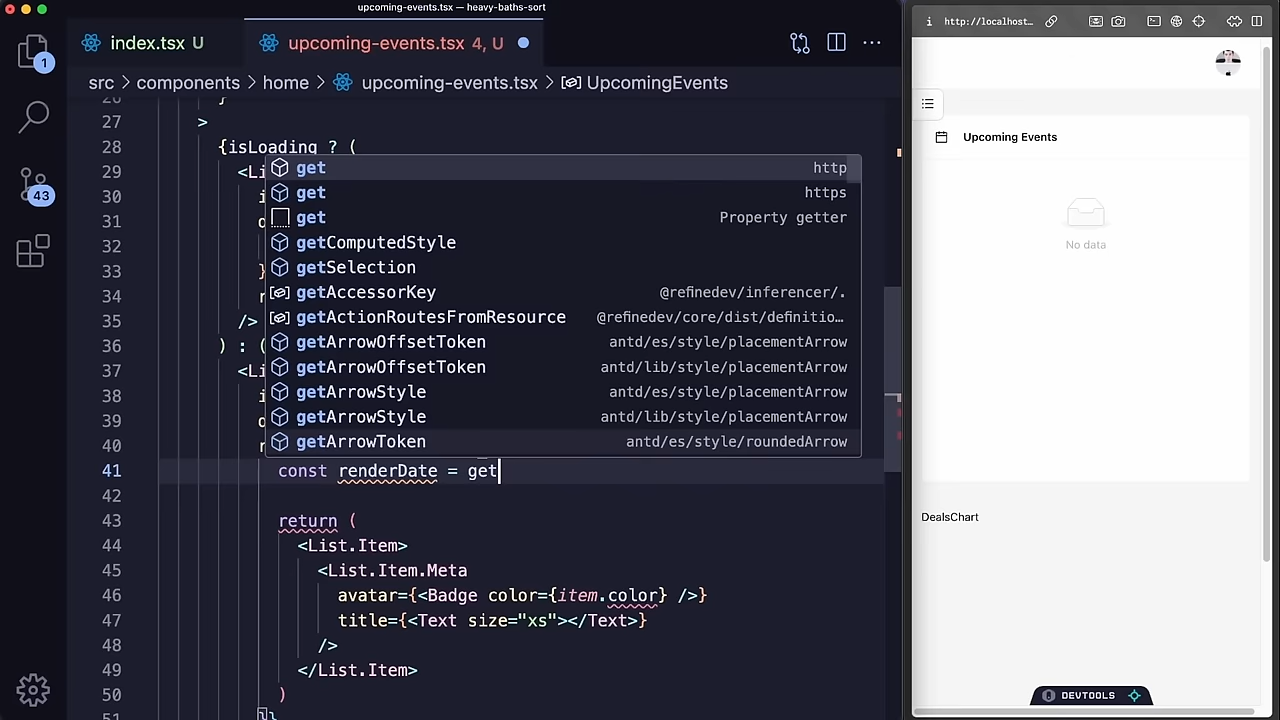 upcoming-events.tsx — heavy-baths-sort
index.tsx U
upcoming-events.tsx 4, U
src > components > home > upcoming-events.tsx > UpcomingEvents
1
43
27 >
28 {isLoading ? (
29 <Li
30 i
31 o
32
33 }
34 r
35 />
36 ) : (
37 <Li
38 i
39 o
40 r
41 const renderDate = get
42
43 return (
44 <List.Item>
45 <List.Item.Meta
46 avatar={<Badge color={item.color} />}
47 title={<Text size="xs"></Text>}
48 />
49 </List.Item>
50 )
get http
get https
get Property getter
getComputedStyle
getSelection
getAccessorKey @refinedev/inferencer/.
getActionRoutesFromResource @refinedev/core/dist/definitio…
getArrowOffsetToken antd/es/style/placementArrow
getArrowOffsetToken antd/lib/style/placementArrow
getArrowStyle antd/es/style/placementArrow
getArrowStyle antd/lib/style/placementArrow
getArrowToken antd/es/style/roundedArrow
http://localhost…
Upcoming Events
No data
DealsChart
DEVTOOLS